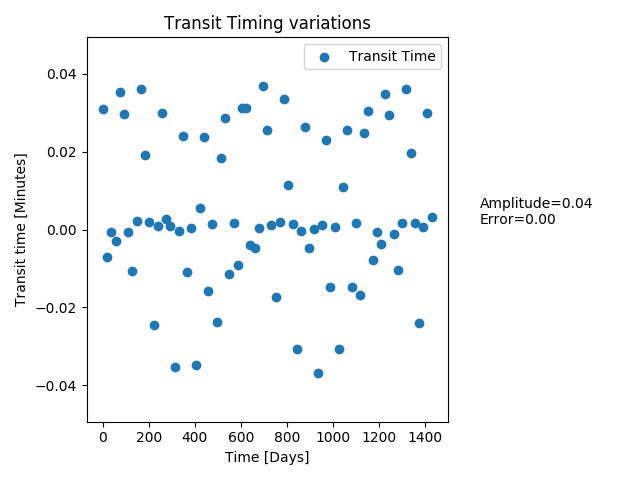 Transit Timing variations
Transit Time
Transit time [Minutes]
0.04
0.02
0.00
−0.02
−0.04
0 200 400 600 800 1000 1200 1400
Time [Days]
Amplitude=0.04
Error=0.00